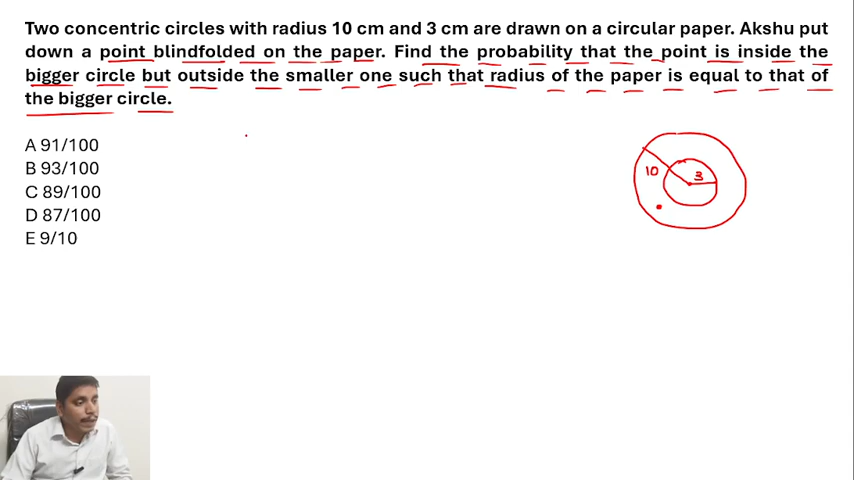 Two concentric circles with radius 10 cm and 3 cm are drawn on a circular paper. Akshu put
down a point blindfolded on the paper. Find the probability that the point is inside the
bigger circle but outside the smaller one such that radius of the paper is equal to that of
the bigger circle.
A 91/100
B 93/100
C 89/100
D 87/100
E 9/10
10
3